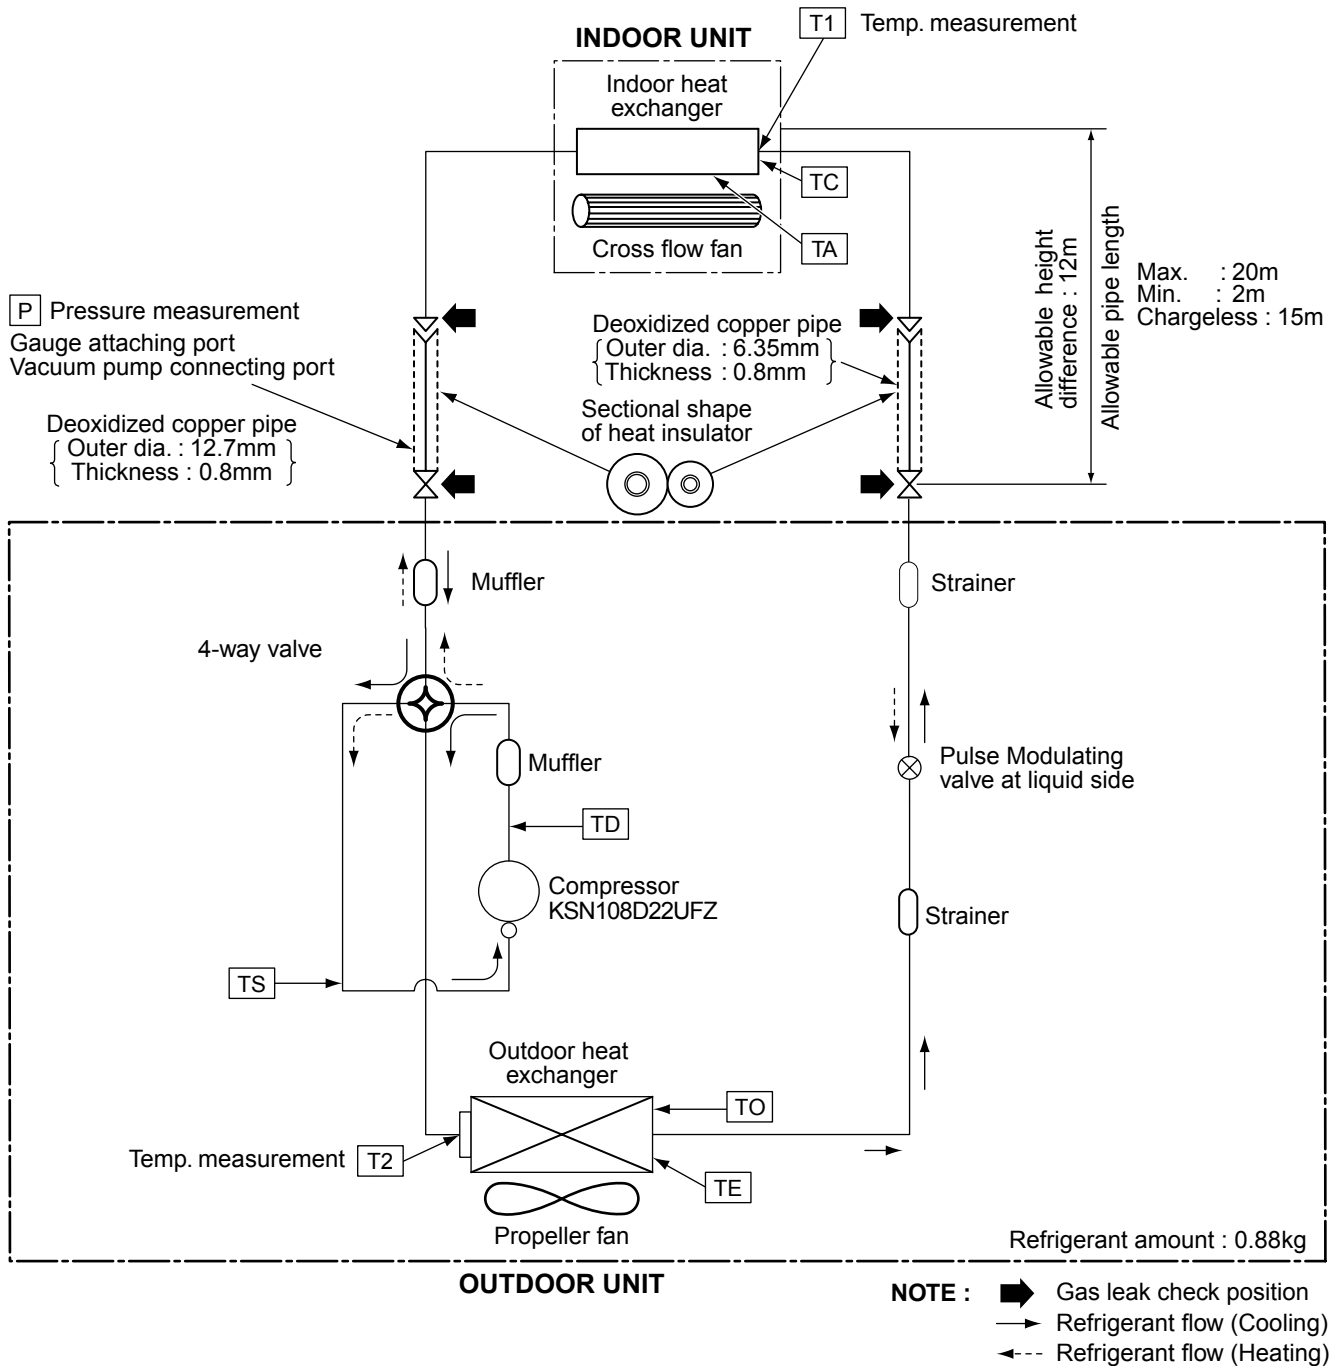 T1 Temp. measurement
INDOOR UNIT
Indoor heat
exchanger
TC
Cross flow fan
TA
Allowable height
difference : 12m
Allowable pipe length
Max. : 20m
Min. : 2m
Chargeless : 15m
P Pressure measurement
Gauge attaching port
Vacuum pump connecting port
Deoxidized copper pipe
Outer dia. : 12.7mm
Thickness : 0.8mm
Deoxidized copper pipe
Outer dia. : 6.35mm
Thickness : 0.8mm
Sectional shape
of heat insulator
Muffler
Strainer
4-way valve
Muffler
Pulse Modulating
valve at liquid side
TD
Compressor
KSN108D22UFZ
Strainer
TS
Outdoor heat
exchanger
TO
Temp. measurement T2
TE
Propeller fan
Refrigerant amount : 0.88kg
OUTDOOR UNIT
NOTE : Gas leak check position
Refrigerant flow (Cooling)
Refrigerant flow (Heating)